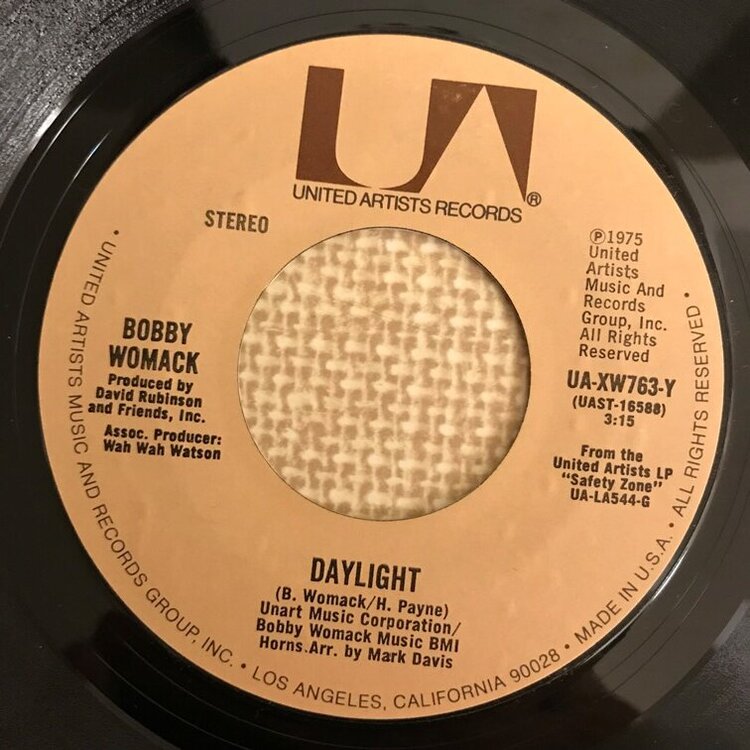 UA
UNITED ARTISTS RECORDS®
STEREO
℗1975
United
Artists
Music And
Records
Group, Inc.
All Rights
Reserved
BOBBY
WOMACK
Produced by
David Rubinson
and Friends, Inc.
Assoc. Producer:
Wah Wah Watson
UA-XW763-Y
(UAST-16588)
3:15
From the
United Artists LP
"Safety Zone"
UA-LA544-G
DAYLIGHT
(B. Womack/H. Payne)
Unart Music Corporation/
Bobby Womack Music BMI
Horns.Arr. by Mark Davis
• UNITED ARTISTS MUSIC AND RECORDS GROUP, INC. • LOS ANGELES, CALIFORNIA 90028 • MADE IN U.S.A. • ALL RIGHTS RESERVED •